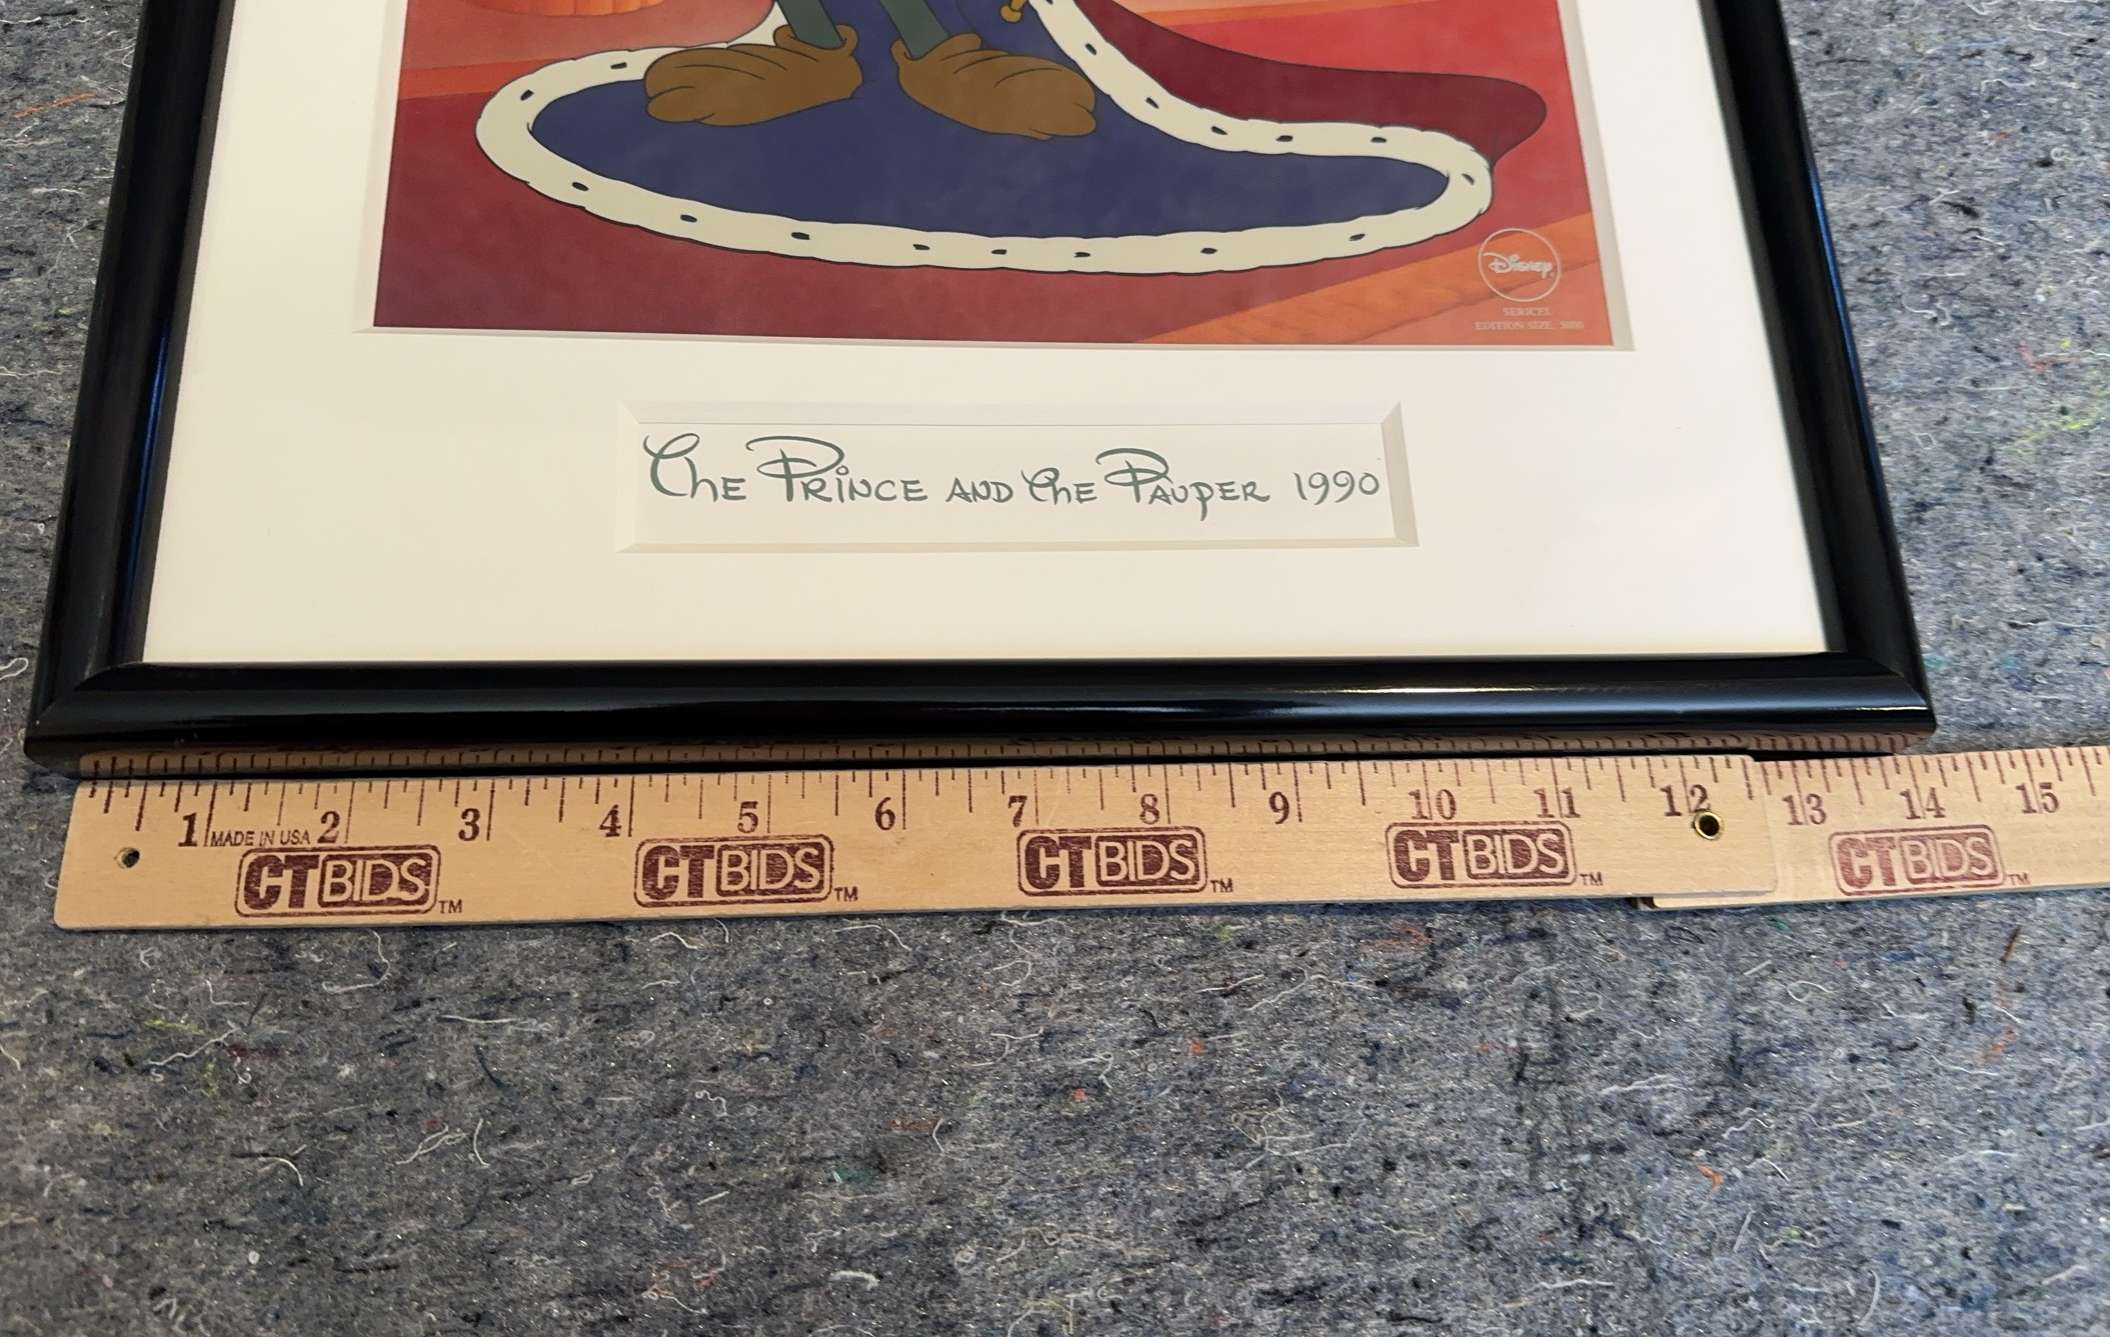 Disney
SERICEL
EDITION SIZE: 5000
The Prince and the Pauper 1990
1 2 3 4 5 6 7 8 9 10 11 12 13 14 15
MADE IN USA
CTBIDS™ CTBIDS™ CTBIDS™ CTBIDS™ CTBIDS™